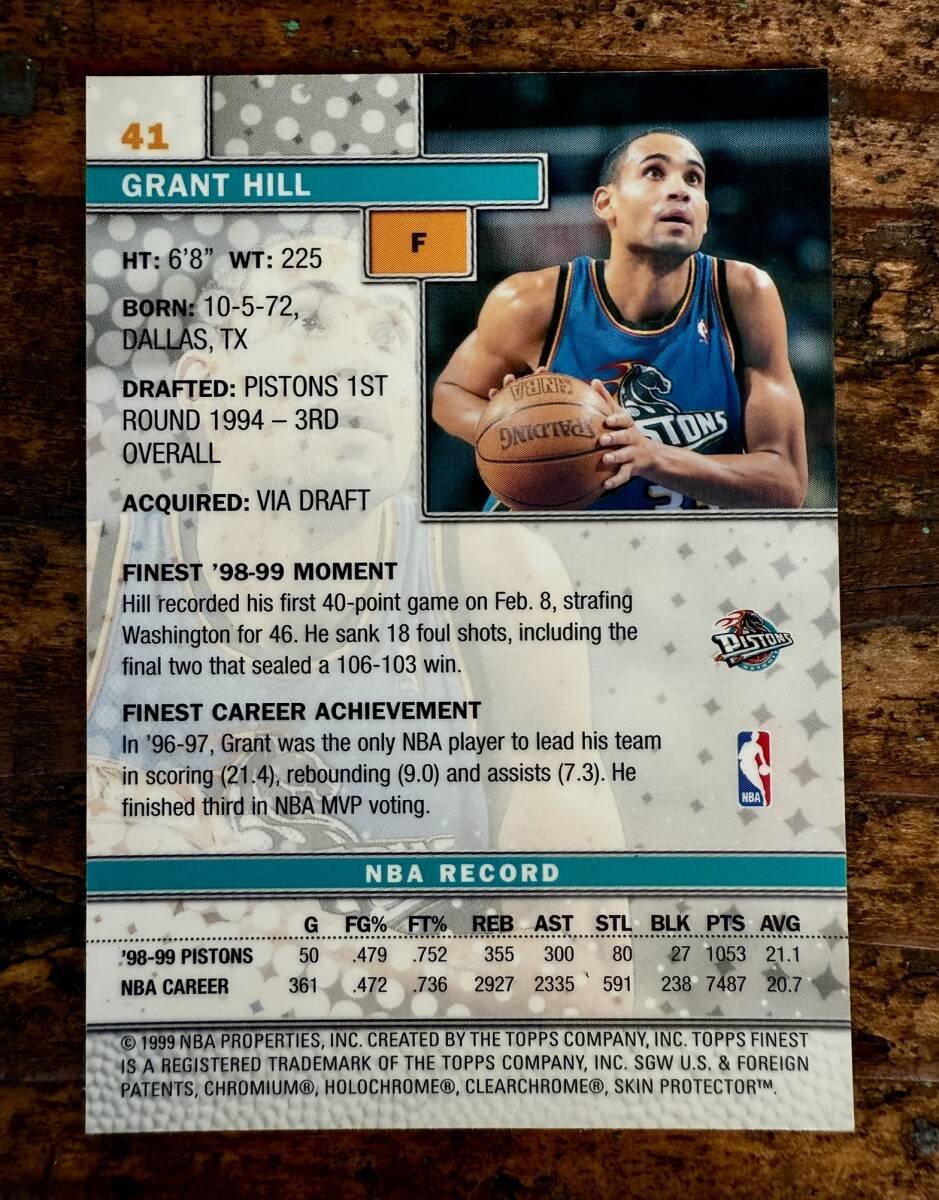 41
GRANT HILL
F
HT: 6'8" WT: 225
BORN: 10-5-72,
DALLAS, TX
DRAFTED: PISTONS 1ST
ROUND 1994 – 3RD
OVERALL
ACQUIRED: VIA DRAFT
NBA
SPALDING
STONS
3
FINEST '98-99 MOMENT
Hill recorded his first 40-point game on Feb. 8, strafing
Washington for 46. He sank 18 foul shots, including the
final two that sealed a 106-103 win.
PISTONS
DETROIT
FINEST CAREER ACHIEVEMENT
In '96-97, Grant was the only NBA player to lead his team
in scoring (21.4), rebounding (9.0) and assists (7.3). He
finished third in NBA MVP voting.
NBA
NBA RECORD
G FG% FT% REB AST STL BLK PTS AVG
'98-99 PISTONS 50 .479 .752 355 300 80 27 1053 21.1
NBA CAREER 361 .472 .736 2927 2335 591 238 7487 20.7
© 1999 NBA PROPERTIES, INC. CREATED BY THE TOPPS COMPANY, INC. TOPPS FINEST
IS A REGISTERED TRADEMARK OF THE TOPPS COMPANY, INC. SGW U.S. & FOREIGN
PATENTS, CHROMIUM®, HOLOCHROME®, CLEARCHROME®, SKIN PROTECTOR™.